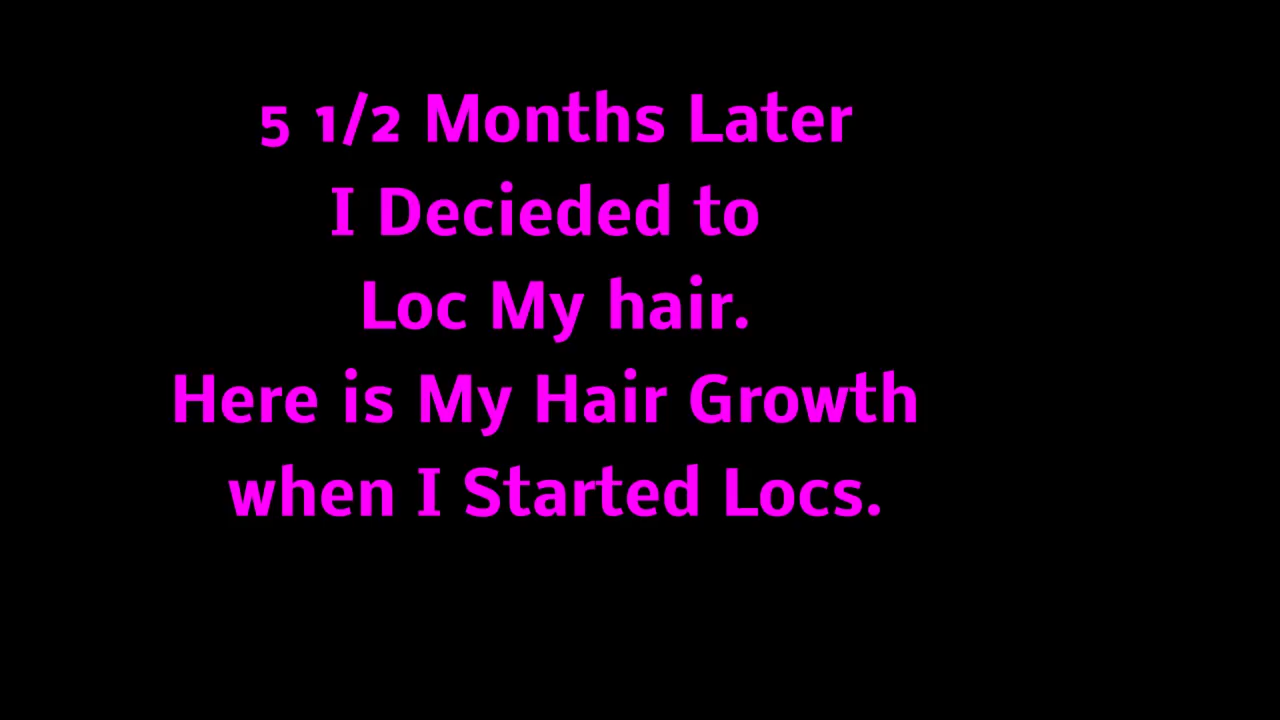 5 1/2 Months Later
I Decieded to
Loc My hair.
Here is My Hair Growth
when I Started Locs.